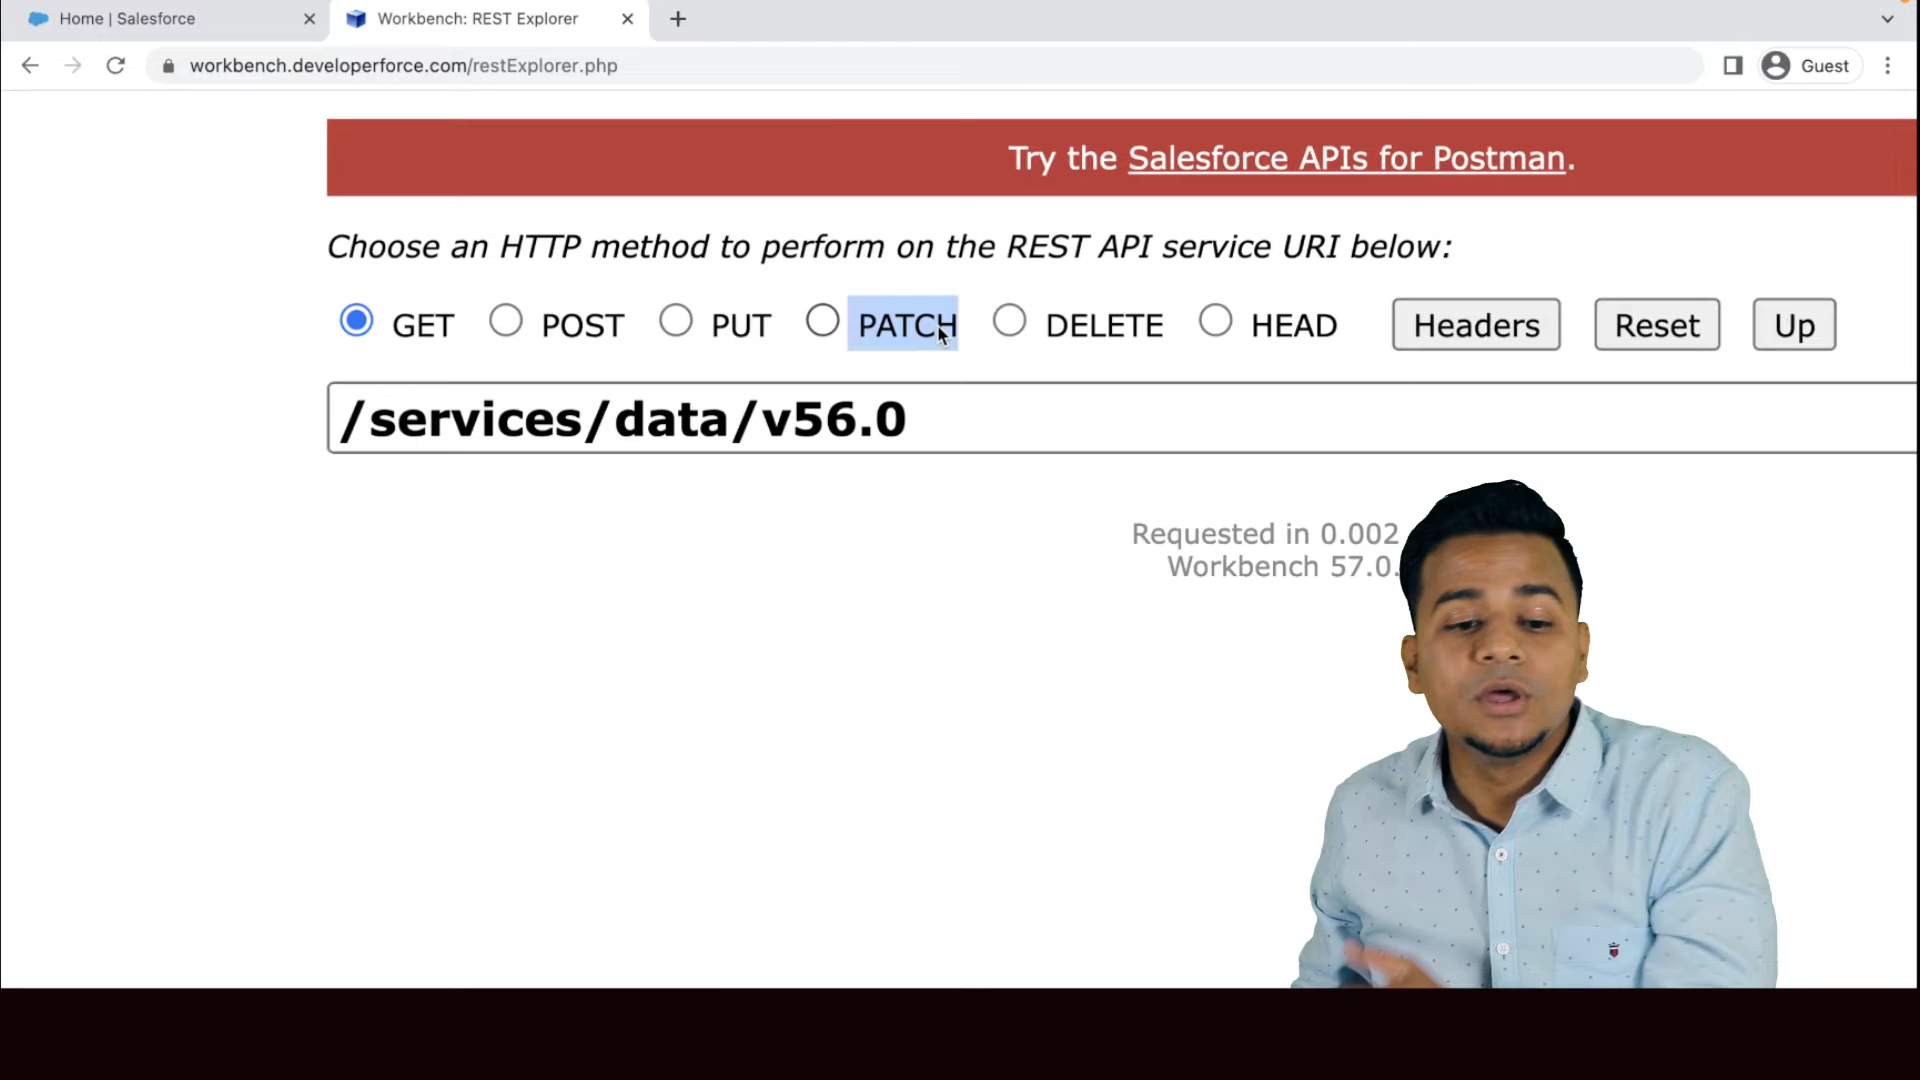 Home | Salesforce
Workbench: REST Explorer
workbench.developerforce.com/restExplorer.php
Guest
Try the Salesforce APIs for Postman.
Choose an HTTP method to perform on the REST API service URI below:
GET POST PUT PATCH DELETE HEAD Headers Reset Up
/services/data/v56.0
Requested in 0.002
Workbench 57.0.